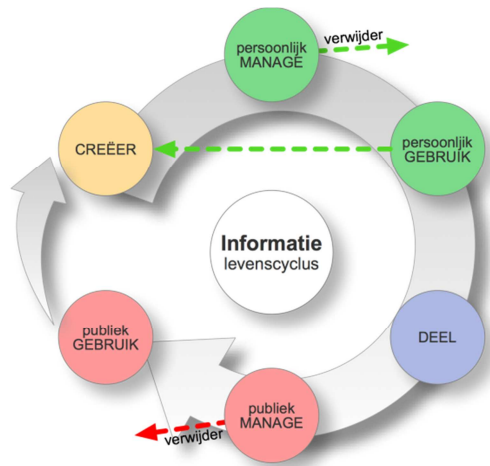 persoonlijk
MANAGE
verwijder
CREËER
persoonlijk
GEBRUIK
Informatie
levenscyclus
publiek
GEBRUIK
DEEL
publiek
MANAGE
verwijder